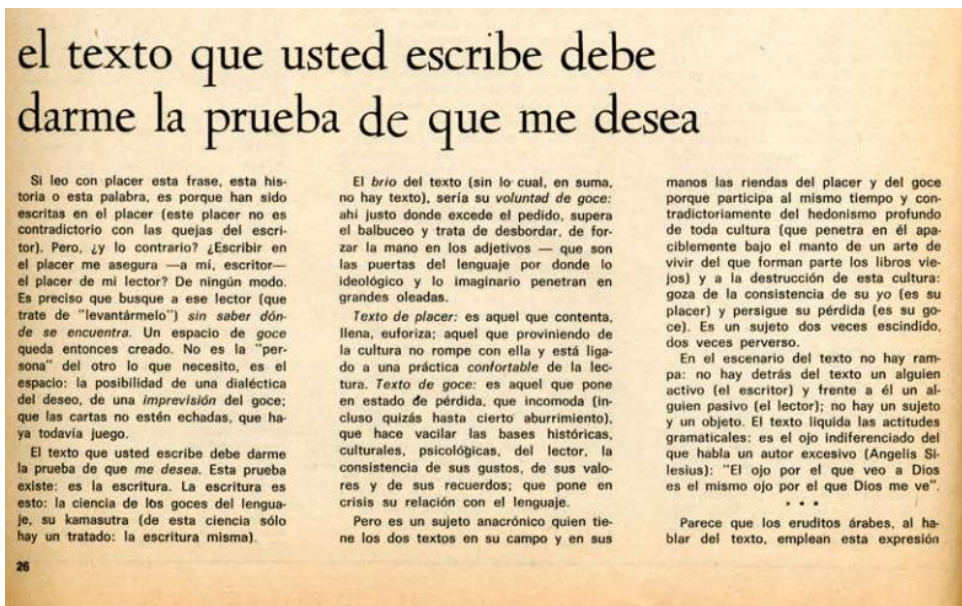 el texto que usted escribe debe
darme la prueba de que me desea
Si leo con placer esta frase, esta his-
toria o esta palabra, es porque han sido
escritas en el placer (este placer no es
contradictorio con las quejas del escri-
tor). Pero, ¿y lo contrario? ¿Escribir en
el placer me asegura —a mí, escritor—
el placer de mi lector? De ningún modo.
Es preciso que busque a ese lector (que
trate de "levantármelo") sin saber dón-
de se encuentra. Un espacio de goce
queda entonces creado. No es la "per-
sona" del otro lo que necesito, es el
espacio: la posibilidad de una dialéctica
del deseo, de una imprevisión del goce;
que las cartas no estén echadas, que ha-
ya todavía juego.
El texto que usted escribe debe darme
la prueba de que me desea. Esta prueba
existe: es la escritura. La escritura es
esto: la ciencia de los goces del lengua-
je, su kamasutra (de esta ciencia sólo
hay un tratado: la escritura misma).
El brio del texto (sin lo cual, en suma,
no hay texto), sería su voluntad de goce:
ahí justo donde excede el pedido, supera
el balbuceo y trata de desbordar, de for-
zar la mano en los adjetivos — que son
las puertas del lenguaje por donde lo
ideológico y lo imaginario penetran en
grandes oleadas.
Texto de placer: es aquel que contenta,
llena, euforiza; aquel que proviniendo de
la cultura no rompe con ella y está liga-
do a una práctica confortable de la lec-
tura. Texto de goce: es aquel que pone
en estado de pérdida, que incomoda (in-
cluso quizás hasta cierto aburrimiento),
que hace vacilar las bases históricas,
culturales, psicológicas, del lector, la
consistencia de sus gustos, de sus valo-
res y de sus recuerdos; que pone en
crisis su relación con el lenguaje.
Pero es un sujeto anacrónico quien tie-
ne los dos textos en su campo y en sus
manos las riendas del placer y del goce
porque participa al mismo tiempo y con-
tradictoriamente del hedonismo profundo
de toda cultura (que penetra en él apa-
ciblemente bajo el manto de un arte de
vivir del que forman parte los libros vie-
jos) y a la destrucción de esta cultura:
goza de la consistencia de su yo (es su
placer) y persigue su pérdida (es su go-
ce). Es un sujeto dos veces escindido,
dos veces perverso.
En el escenario del texto no hay ram-
pa: no hay detrás del texto un alguien
activo (el escritor) y frente a él un al-
guien pasivo (el lector); no hay un sujeto
y un objeto. El texto liquida las actitudes
gramaticales: es el ojo indiferenciado del
que habla un autor excesivo (Angelis Si-
lesius): "El ojo por el que veo a Dios
es el mismo ojo por el que Dios me ve".
* * *
Parece que los eruditos árabes, al ha-
blar del texto, emplean esta expresión
26